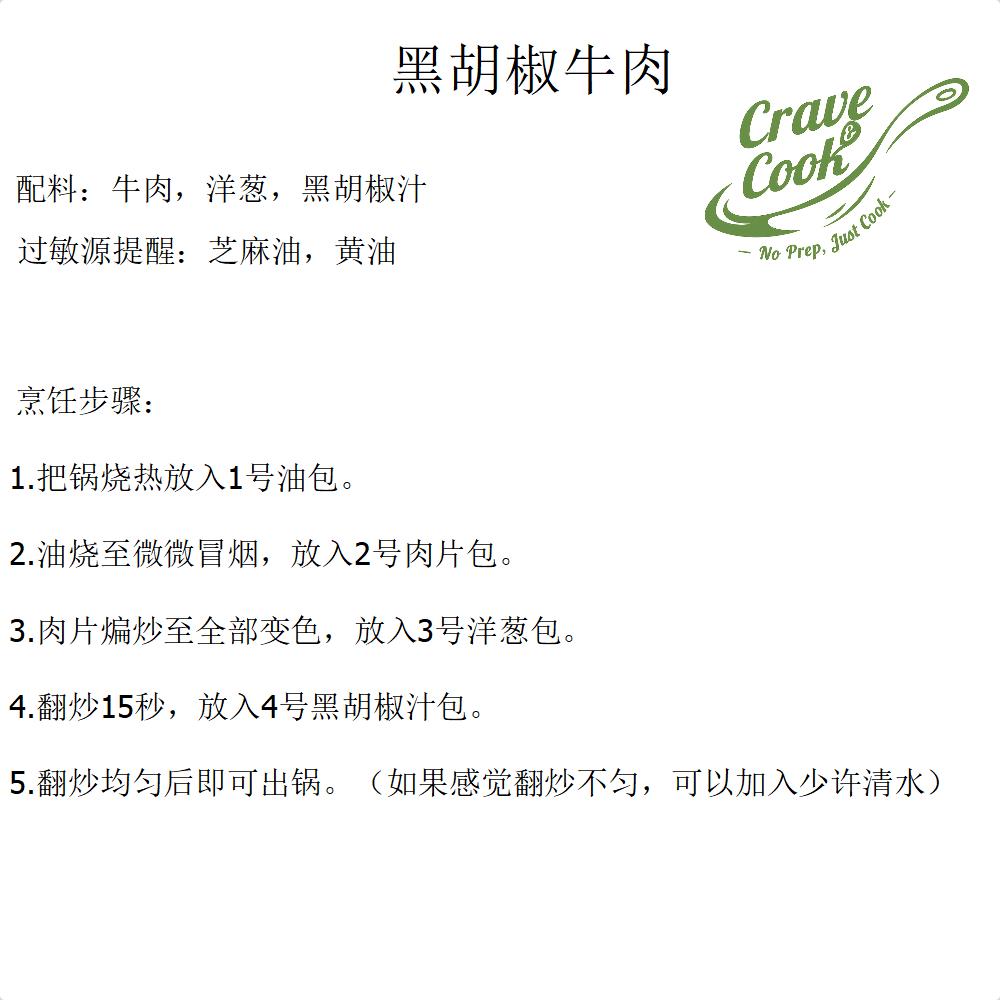 黑胡椒牛肉
Crave
&
Cook
— No Prep, Just Cook —
配料：牛肉，洋葱，黑胡椒汁
过敏源提醒：芝麻油，黄油
烹饪步骤：
1.把锅烧热放入1号油包。
2.油烧至微微冒烟，放入2号肉片包。
3.肉片煸炒至全部变色，放入3号洋葱包。
4.翻炒15秒，放入4号黑胡椒汁包。
5.翻炒均匀后即可出锅。（如果感觉翻炒不匀，可以加入少许清水）